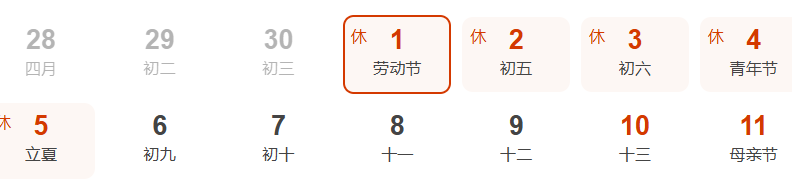 28 29 30 休 1 休 2 休 3 休 4
四月 初二 初三 劳动节 初五 初六 青年节
休 5 6 7 8 9 10 11
立夏 初九 初十 十一 十二 十三 母亲节